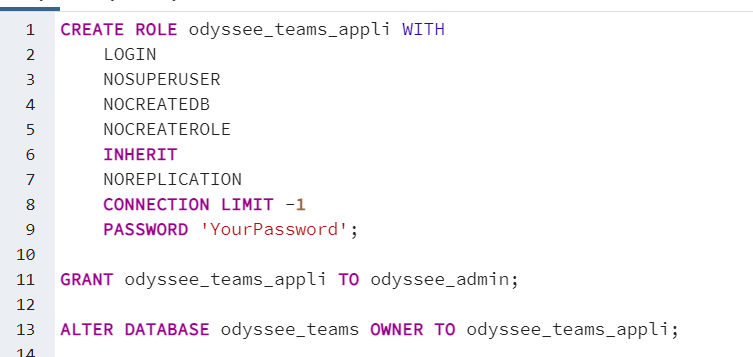 1 CREATE ROLE odyssee_teams_appli WITH
2 LOGIN
3 NOSUPERUSER
4 NOCREATEDB
5 NOCREATEROLE
6 INHERIT
7 NOREPLICATION
8 CONNECTION LIMIT -1
9 PASSWORD 'YourPassword';
10
11 GRANT odyssee_teams_appli TO odyssee_admin;
12
13 ALTER DATABASE odyssee_teams OWNER TO odyssee_teams_appli;
14